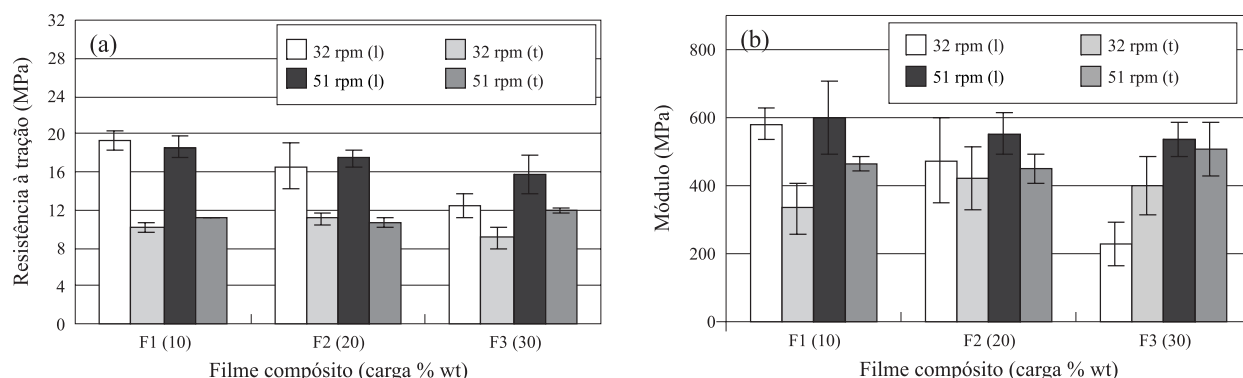 (a)
32 rpm (l)
32 rpm (t)
51 rpm (l)
51 rpm (t)
Resistência à tração (MPa)
32
28
24
20
16
12
8
4
0
F1 (10)
F2 (20)
F3 (30)
Filme compósito (carga % wt)
(b)
32 rpm (l)
32 rpm (t)
51 rpm (l)
51 rpm (t)
Módulo (MPa)
800
600
400
200
0
F1 (10)
F2 (20)
F3 (30)
Filme compósito (carga % wt)